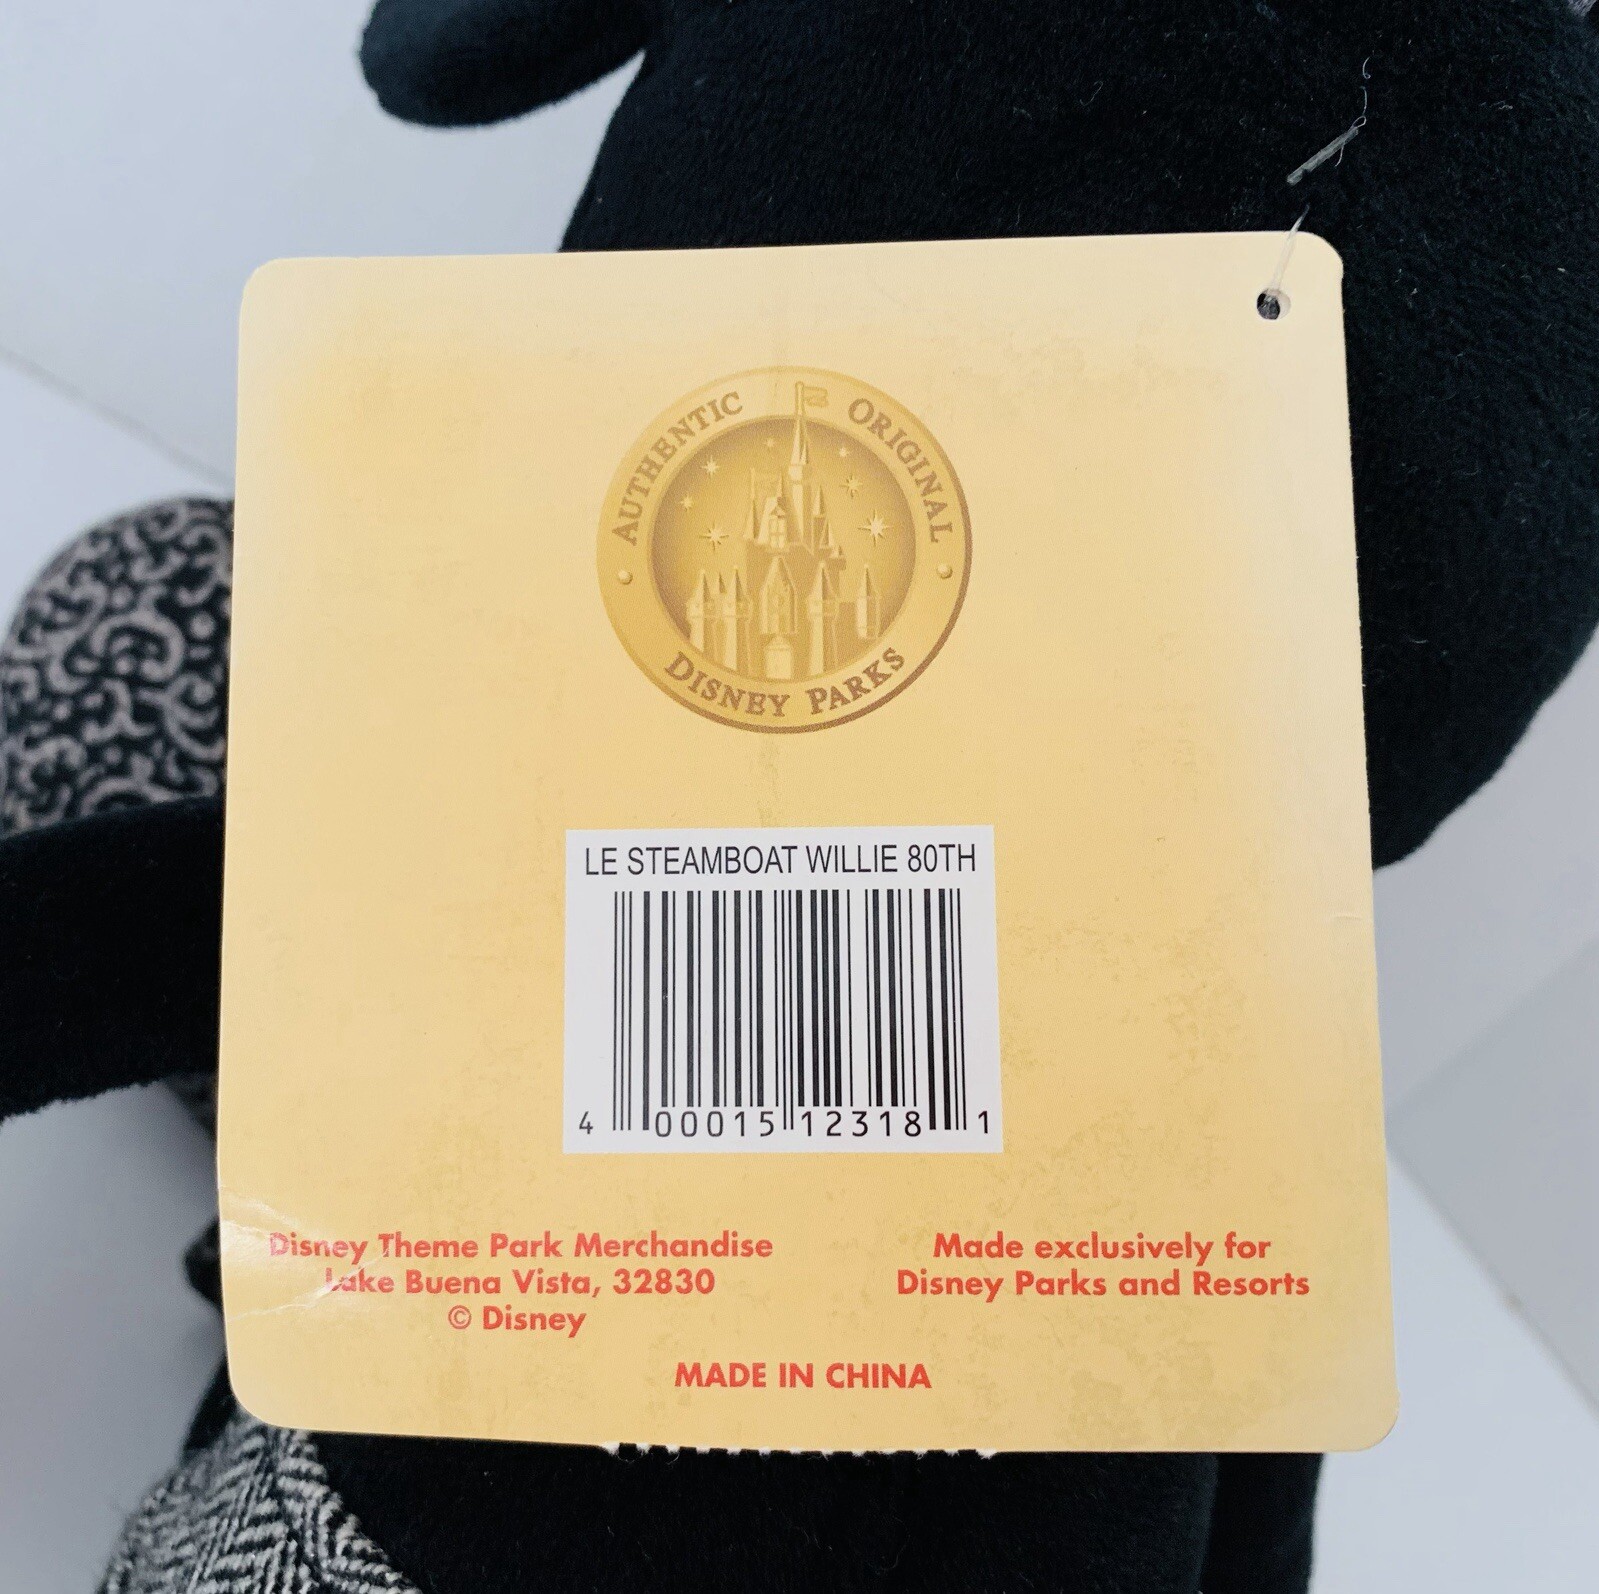 AUTHENTIC ORIGINAL
DISNEY PARKS
LE STEAMBOAT WILLIE 80TH
4 00015 12318 1
Disney Theme Park Merchandise
Lake Buena Vista, 32830
© Disney
Made exclusively for
Disney Parks and Resorts
MADE IN CHINA